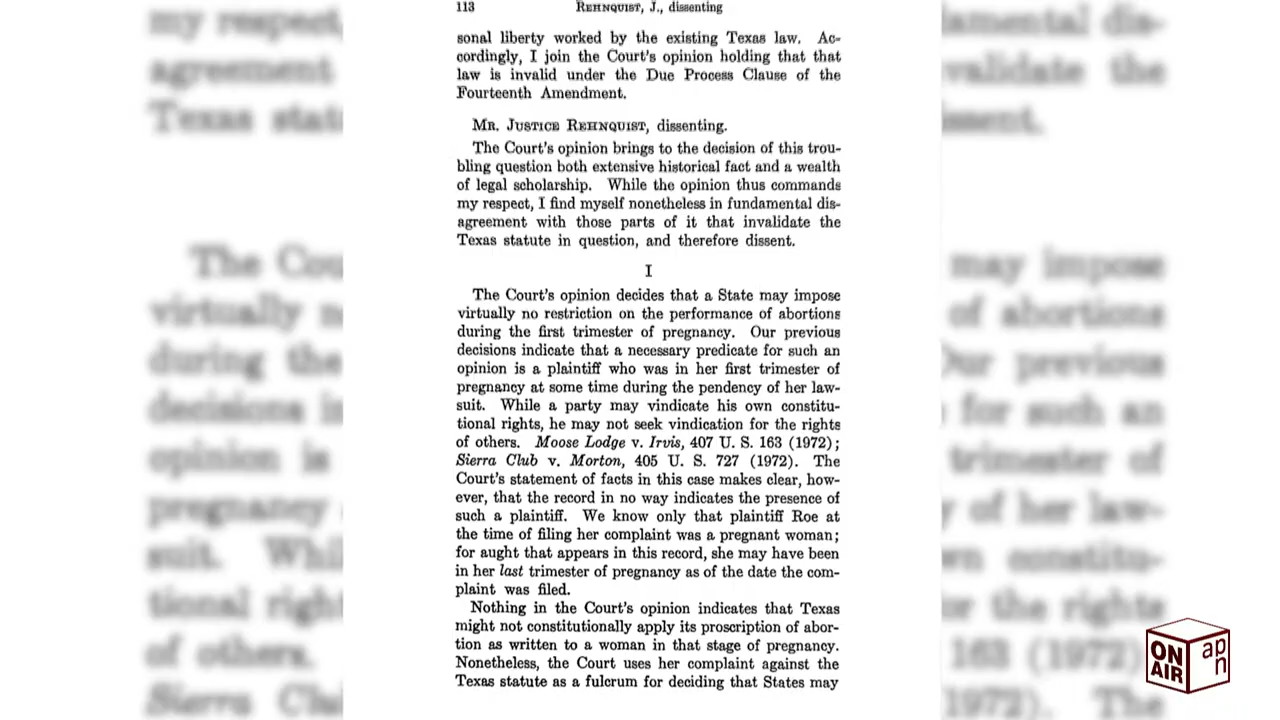 113
REHNQUIST, J., dissenting
sonal liberty worked by the existing Texas law. Ac-
cordingly, I join the Court's opinion holding that that
law is invalid under the Due Process Clause of the
Fourteenth Amendment.
MR. JUSTICE REHNQUIST, dissenting.
The Court's opinion brings to the decision of this trou-
bling question both extensive historical fact and a wealth
of legal scholarship. While the opinion thus commands
my respect, I find myself nonetheless in fundamental dis-
agreement with those parts of it that invalidate the
Texas statute in question, and therefore dissent.
I
The Court's opinion decides that a State may impose
virtually no restriction on the performance of abortions
during the first trimester of pregnancy. Our previous
decisions indicate that a necessary predicate for such an
opinion is a plaintiff who was in her first trimester of
pregnancy at some time during the pendency of her law-
suit. While a party may vindicate his own constitu-
tional rights, he may not seek vindication for the rights
of others. Moose Lodge v. Irvis, 407 U. S. 163 (1972);
Sierra Club v. Morton, 405 U. S. 727 (1972). The
Court's statement of facts in this case makes clear, how-
ever, that the record in no way indicates the presence of
such a plaintiff. We know only that plaintiff Roe at
the time of filing her complaint was a pregnant woman;
for aught that appears in this record, she may have been
in her last trimester of pregnancy as of the date the com-
plaint was filed.
Nothing in the Court's opinion indicates that Texas
might not constitutionally apply its proscription of abor-
tion as written to a woman in that stage of pregnancy.
Nonetheless, the Court uses her complaint against the
Texas statute as a fulcrum for deciding that States may
ON
AIR
ap
n